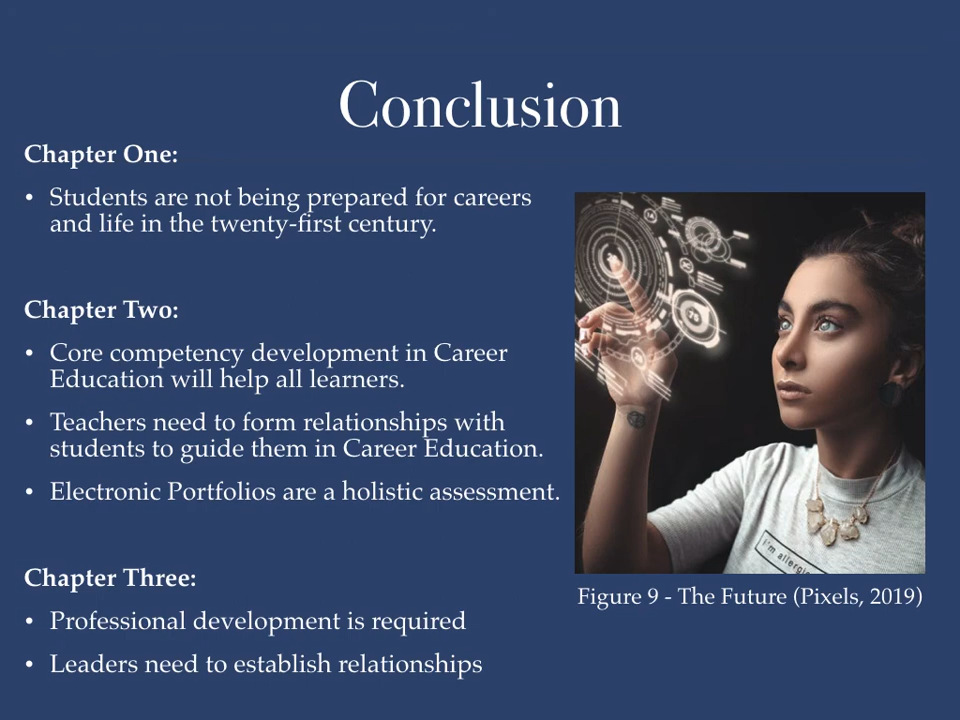 Conclusion
Chapter One:
• Students are not being prepared for careers
and life in the twenty-first century.
Chapter Two:
• Core competency development in Career
Education will help all learners.
• Teachers need to form relationships with
students to guide them in Career Education.
• Electronic Portfolios are a holistic assessment.
Chapter Three:
• Professional development is required
• Leaders need to establish relationships
i'm allergic
Figure 9 - The Future (Pixels, 2019)